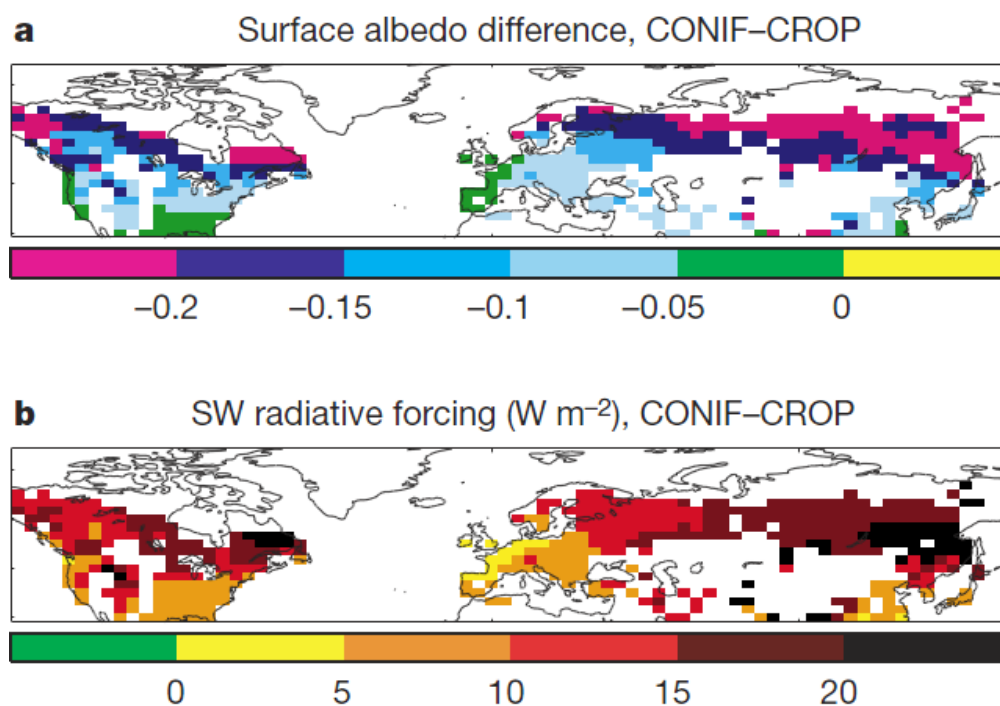 a Surface albedo difference, CONIF–CROP
–0.2 –0.15 –0.1 –0.05 0
b SW radiative forcing (W m⁻²), CONIF–CROP
0 5 10 15 20